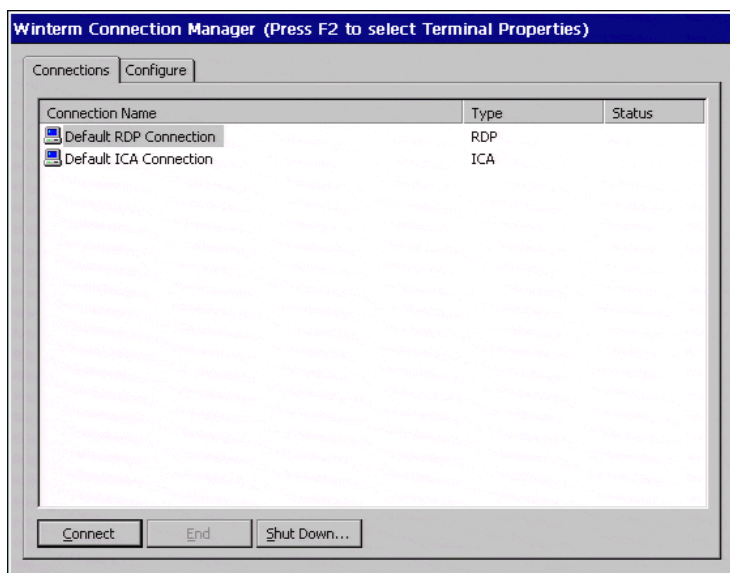 Winterm Connection Manager (Press F2 to select Terminal Properties)
Connections Configure
Connection Name Type Status
Default RDP Connection RDP
Default ICA Connection ICA
Connect End Shut Down...